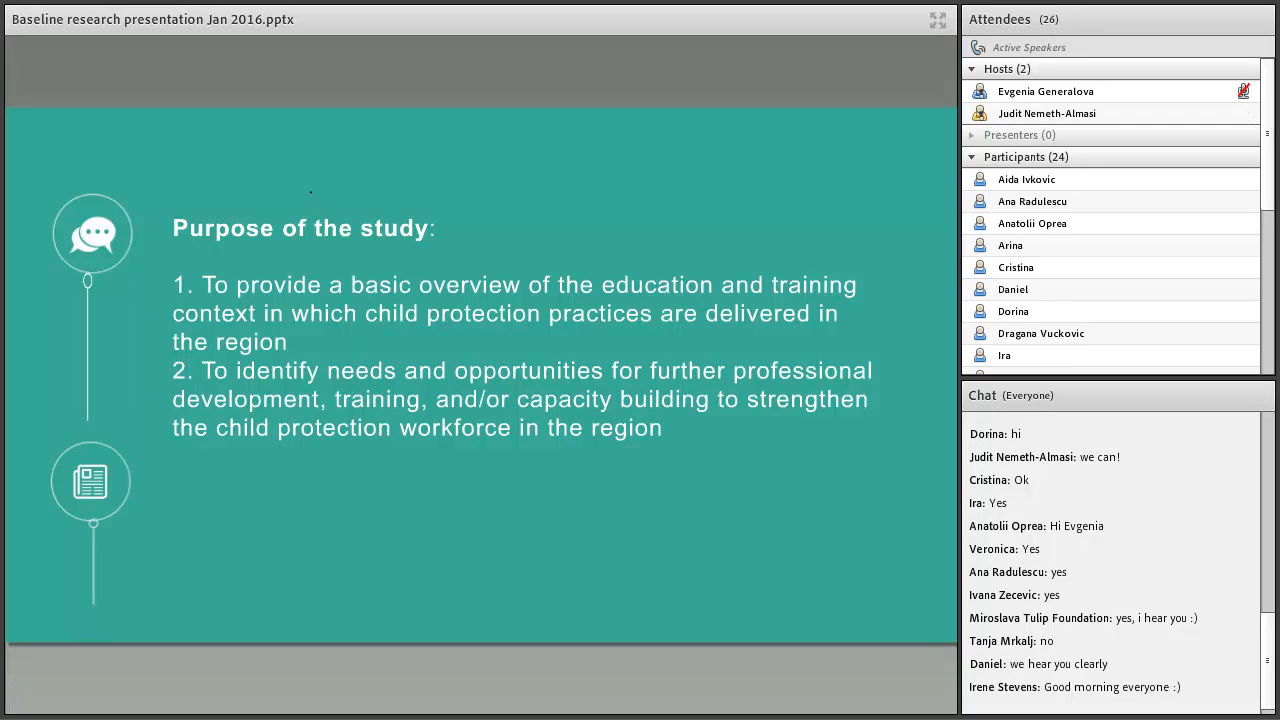 Baseline research presentation Jan 2016.pptx
Purpose of the study:
1. To provide a basic overview of the education and training
context in which child protection practices are delivered in
the region
2. To identify needs and opportunities for further professional
development, training, and/or capacity building to strengthen
the child protection workforce in the region
Attendees (26)
Active Speakers
Hosts (2)
Evgenia Generalova
Judit Nemeth-Almasi
Presenters (0)
Participants (24)
Aida Ivkovic
Ana Radulescu
Anatolii Oprea
Arina
Cristina
Daniel
Dorina
Dragana Vuckovic
Ira
Chat (Everyone)
Dorina: hi
Judit Nemeth-Almasi: we can!
Cristina: Ok
Ira: Yes
Anatolii Oprea: Hi Evgenia
Veronica: Yes
Ana Radulescu: yes
Ivana Zecevic: yes
Miroslava Tulip Foundation: yes, i hear you :)
Tanja Mrkalj: no
Daniel: we hear you clearly
Irene Stevens: Good morning everyone :)